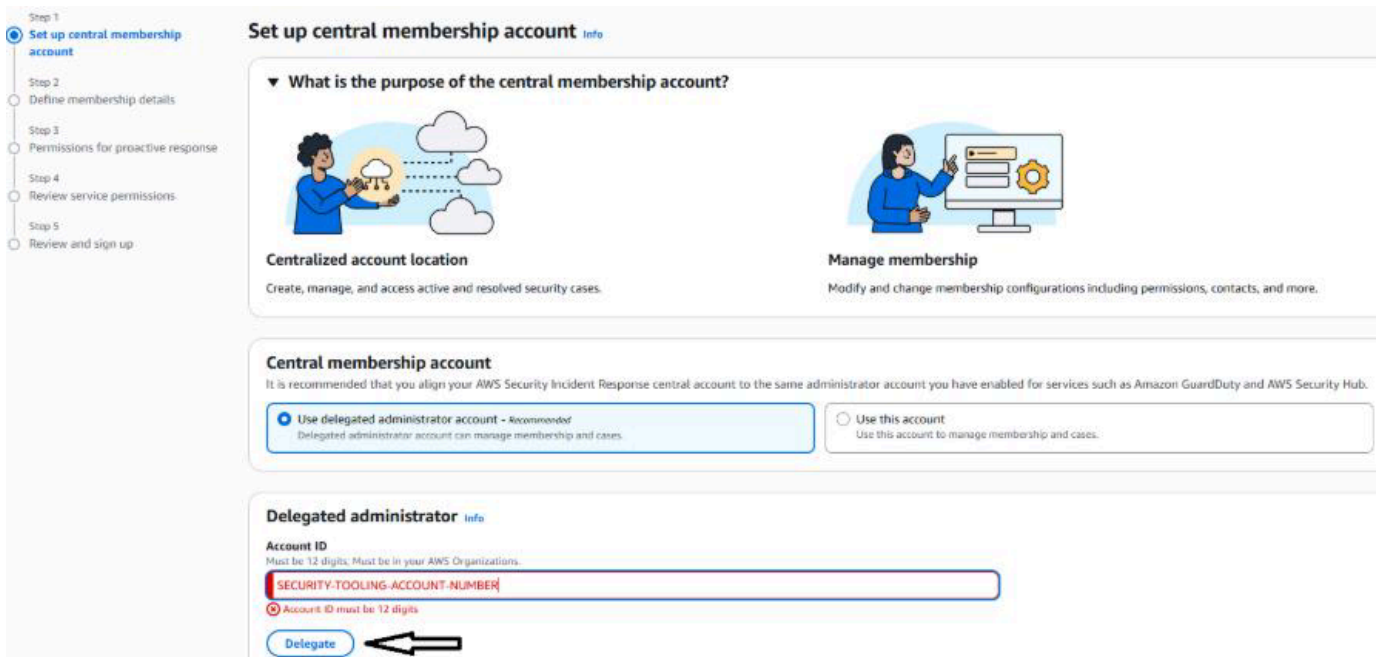 Step 1
Set up central membership
account
Step 2
Define membership details
Step 3
Permissions for proactive response
Step 4
Review service permissions
Step 5
Review and sign up
Set up central membership account Info
What is the purpose of the central membership account?
Centralized account location
Create, manage, and access active and resolved security cases.
Manage membership
Modify and change membership configurations including permissions, contacts, and more.
Central membership account
It is recommended that you align your AWS Security Incident Response central account to the same administrator account you have enabled for services such as Amazon GuardDuty and AWS Security Hub.
Use delegated administrator account - Recommended
Delegated administrator account can manage membership and cases.
Use this account
Use this account to manage membership and cases.
Delegated administrator Info
Account ID
Must be 12 digits; Must be in your AWS Organizations.
SECURITY-TOOLING-ACCOUNT-NUMBER
Account ID must be 12 digits
Delegate